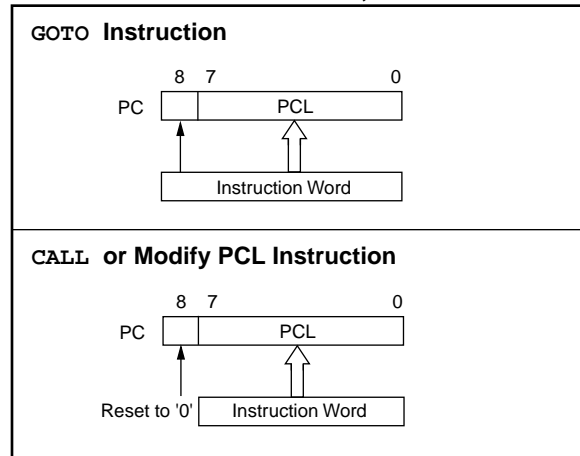 GOTO Instruction
8 7 0
PC PCL
Instruction Word
CALL or Modify PCL Instruction
8 7 0
PC PCL
Reset to '0' Instruction Word